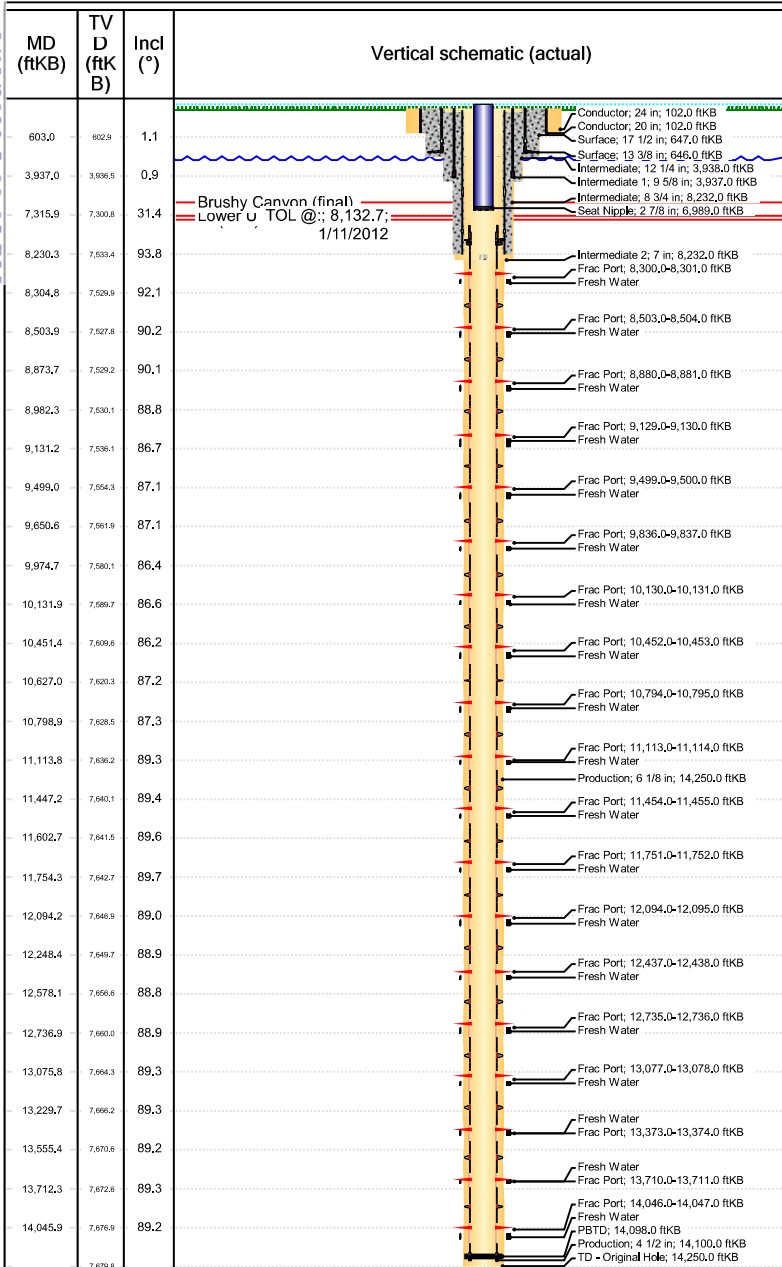 MD (ftKB)
TV D (ftK B)
Incl (°)
Vertical schematic (actual)
603.0 602.9 1.1
3,937.0 3,936.5 0.9
7,315.9 7,300.8 31.4
8,230.3 7,533.4 93.8
8,304.8 7,529.9 92.1
8,503.9 7,527.8 90.2
8,873.7 7,529.2 90.1
8,982.3 7,530.1 88.8
9,131.2 7,536.1 86.7
9,499.0 7,554.3 87.1
9,650.6 7,561.9 87.1
9,974.7 7,580.1 86.4
10,131.9 7,589.7 86.6
10,451.4 7,609.6 86.2
10,627.0 7,620.3 87.2
10,798.9 7,628.5 87.3
11,113.8 7,636.2 89.3
11,447.2 7,640.1 89.4
11,602.7 7,641.5 89.6
11,754.3 7,642.7 89.7
12,094.2 7,646.9 89.0
12,248.4 7,649.7 88.9
12,578.1 7,656.6 88.8
12,736.9 7,660.0 88.9
13,075.8 7,664.3 89.3
13,229.7 7,666.2 89.3
13,555.4 7,670.6 89.2
13,712.3 7,672.6 89.3
14,045.9 7,676.9 89.2
7,679.8
Brushy Canyon (final)
Lower TOL @:; 8,132.7;
1/11/2012
Conductor; 24 in; 102.0 ftKB
Conductor; 20 in; 102.0 ftKB
Surface; 17 1/2 in; 647.0 ftKB
Surface; 13 3/8 in; 646.0 ftKB
Intermediate; 12 1/4 in; 3,938.0 ftKB
Intermediate 1; 9 5/8 in; 3,937.0 ftKB
Intermediate; 8 3/4 in; 8,232.0 ftKB
Seat Nipple; 2 7/8 in; 6,989.0 ftKB
Intermediate 2; 7 in; 8,232.0 ftKB
Frac Port; 8,300.0-8,301.0 ftKB
Fresh Water
Frac Port; 8,503.0-8,504.0 ftKB
Fresh Water
Frac Port; 8,880.0-8,881.0 ftKB
Fresh Water
Frac Port; 9,129.0-9,130.0 ftKB
Fresh Water
Frac Port; 9,499.0-9,500.0 ftKB
Fresh Water
Frac Port; 9,836.0-9,837.0 ftKB
Fresh Water
Frac Port; 10,130.0-10,131.0 ftKB
Fresh Water
Frac Port; 10,452.0-10,453.0 ftKB
Fresh Water
Frac Port; 10,794.0-10,795.0 ftKB
Fresh Water
Frac Port; 11,113.0-11,114.0 ftKB
Fresh Water
Production; 6 1/8 in; 14,250.0 ftKB
Frac Port; 11,454.0-11,455.0 ftKB
Fresh Water
Frac Port; 11,751.0-11,752.0 ftKB
Fresh Water
Frac Port; 12,094.0-12,095.0 ftKB
Fresh Water
Frac Port; 12,437.0-12,438.0 ftKB
Fresh Water
Frac Port; 12,735.0-12,736.0 ftKB
Fresh Water
Frac Port; 13,077.0-13,078.0 ftKB
Fresh Water
Fresh Water
Frac Port; 13,373.0-13,374.0 ftKB
Fresh Water
Frac Port; 13,710.0-13,711.0 ftKB
Frac Port; 14,046.0-14,047.0 ftKB
Fresh Water
PBTD; 14,098.0 ftKB
Production; 4 1/2 in; 14,100.0 ftKB
TD - Original Hole; 14,250.0 ftKB